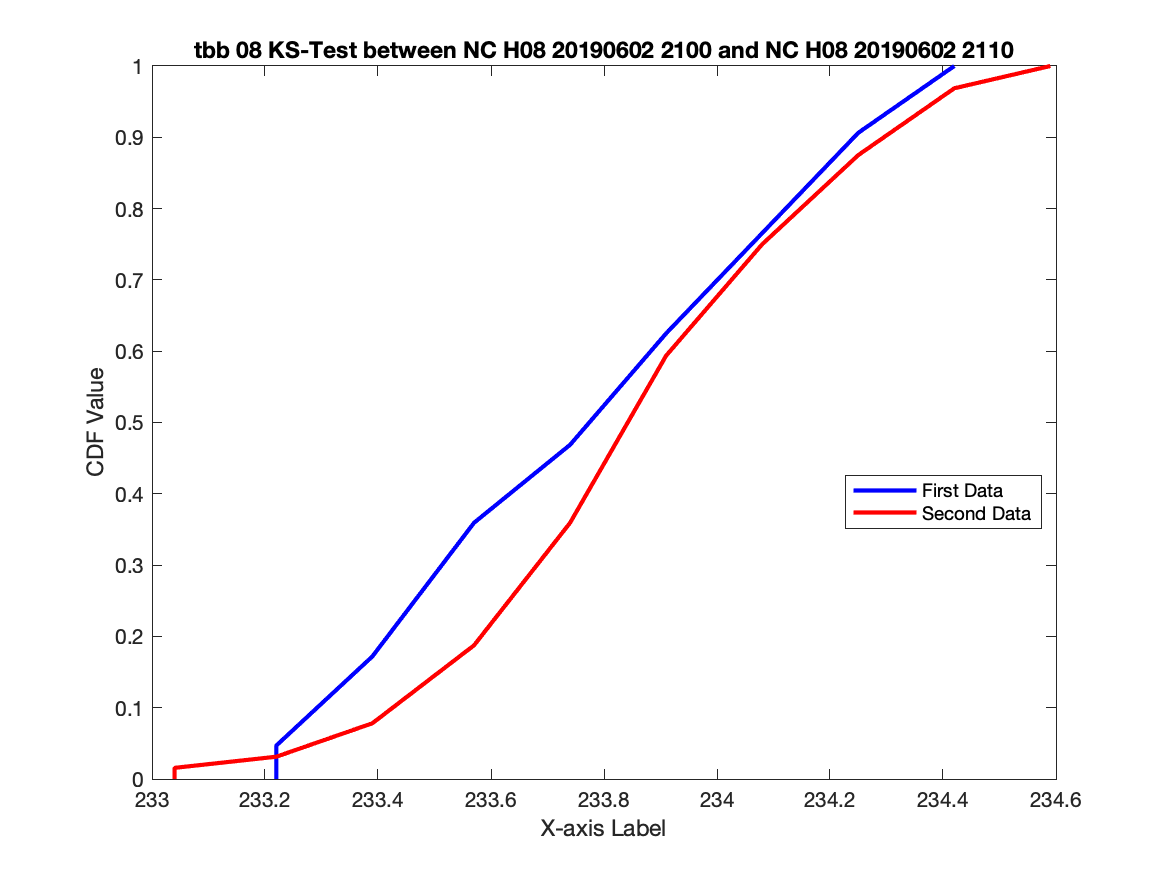 tbb 08 KS-Test between NC H08 20190602 2100 and NC H08 20190602 2110
1
0.9
0.8
0.7
0.6
0.5
0.4
0.3
0.2
0.1
0
CDF Value
First Data
Second Data
233 233.2 233.4 233.6 233.8 234 234.2 234.4 234.6
X-axis Label